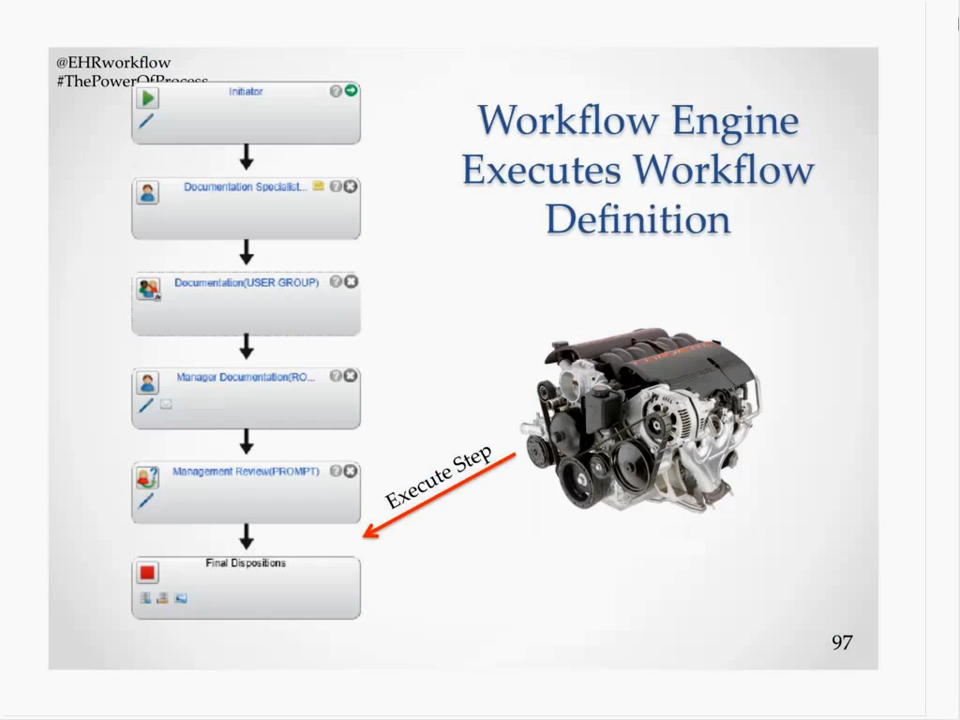 @EHRworkflow
#ThePowerOfProcess
Workflow Engine
Executes Workflow
Definition
Initiator
Documentation Specialist...
Documentation(USER GROUP)
Manager Documentation(RO...
Management Review(PROMPT)
Final Dispositions
Execute Step
97